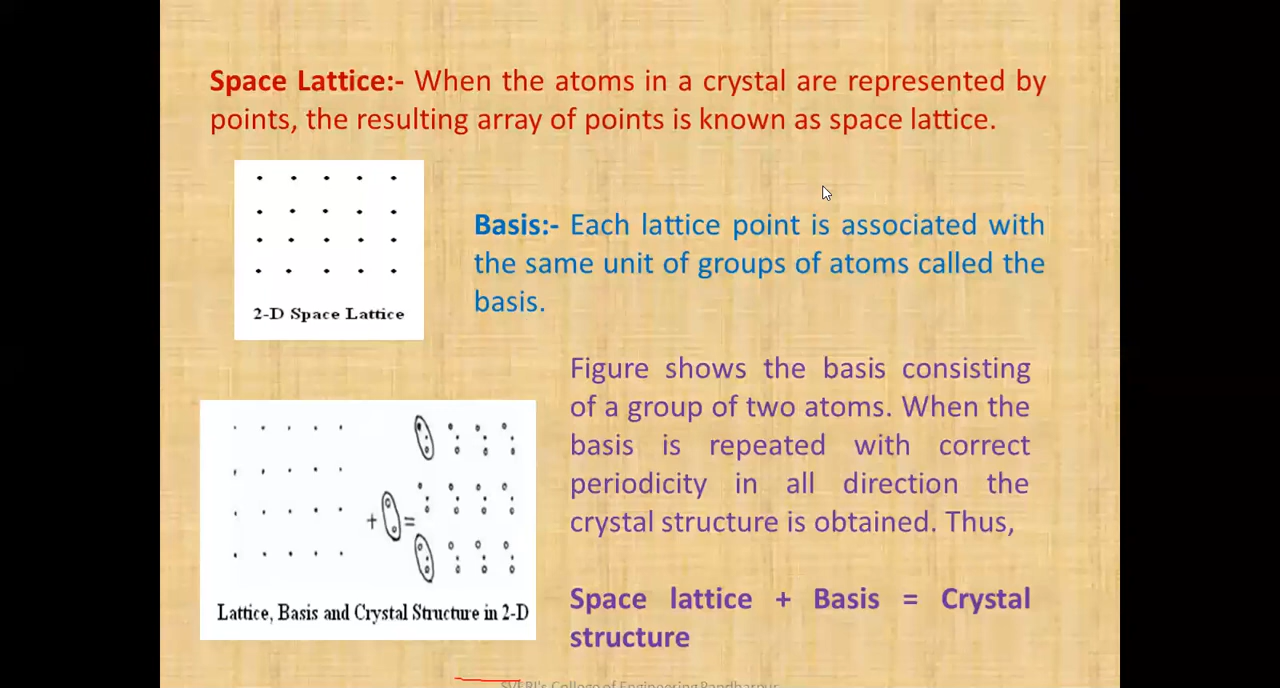 Space Lattice:- When the atoms in a crystal are represented by
points, the resulting array of points is known as space lattice.
2-D Space Lattice
Basis:- Each lattice point is associated with
the same unit of groups of atoms called the
basis.
Figure shows the basis consisting
of a group of two atoms. When the
basis is repeated with correct
periodicity in all direction the
crystal structure is obtained. Thus,
+ =
Lattice, Basis and Crystal Structure in 2-D
Space lattice + Basis = Crystal
structure
SVERI's College of Engineering Pandharpur